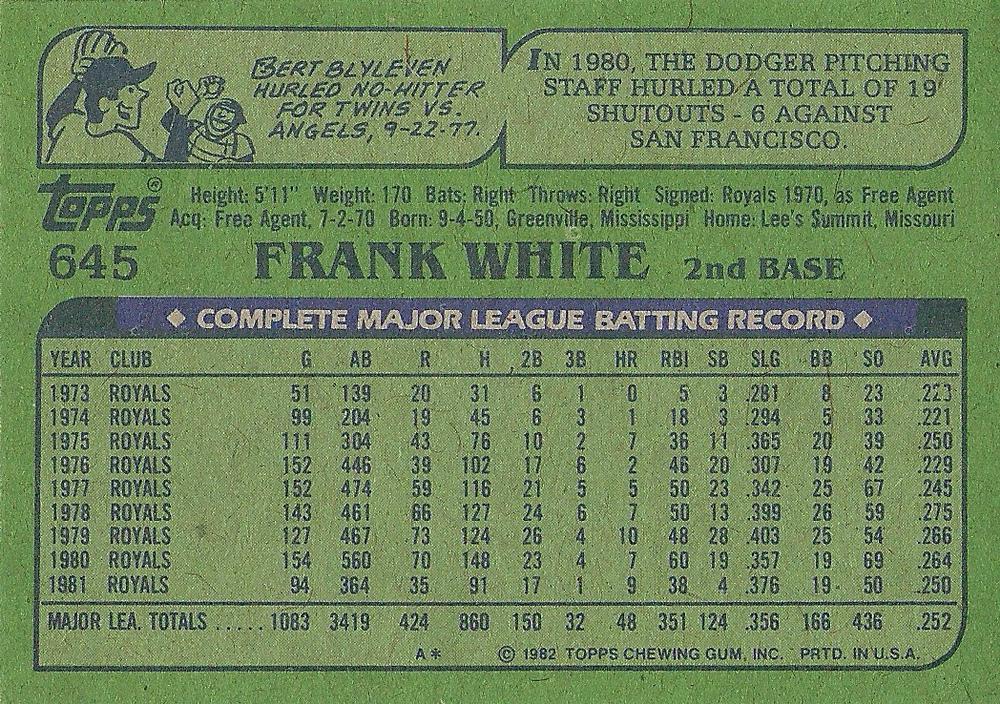 BERT BLYLEVEN
HURLED NO-HITTER
FOR TWINS VS.
ANGELS, 9-22-77.
IN 1980, THE DODGER PITCHING
STAFF HURLED A TOTAL OF 19
SHUTOUTS - 6 AGAINST
SAN FRANCISCO.
Topps®
Height: 5'11" Weight: 170 Bats: Right Throws: Right Signed: Royals 1970, as Free Agent
Acq: Free Agent, 7-2-70 Born: 9-4-50, Greenville, Mississippi Home: Lee's Summit, Missouri
645 FRANK WHITE 2nd BASE
◆ COMPLETE MAJOR LEAGUE BATTING RECORD ◆
YEAR CLUB G AB R H 2B 3B HR RBI SB SLG BB SO AVG
1973 ROYALS 51 139 20 31 6 1 0 5 3 .281 8 23 .223
1974 ROYALS 99 204 19 45 6 3 1 18 3 .294 5 33 .221
1975 ROYALS 111 304 43 76 10 2 7 36 11 .365 20 39 .250
1976 ROYALS 152 446 39 102 17 6 2 46 20 .307 19 42 .229
1977 ROYALS 152 474 59 116 21 5 5 50 23 .342 25 67 .245
1978 ROYALS 143 461 66 127 24 6 7 50 13 .399 26 59 .275
1979 ROYALS 127 467 73 124 26 4 10 48 28 .403 25 54 .266
1980 ROYALS 154 560 70 148 23 4 7 60 19 .357 19 69 .264
1981 ROYALS 94 364 35 91 17 1 9 38 4 .376 19 50 .250
MAJOR LEA. TOTALS ..... 1083 3419 424 860 150 32 48 351 124 .356 166 436 .252
A* © 1982 TOPPS CHEWING GUM, INC. PRTD. IN U.S.A.